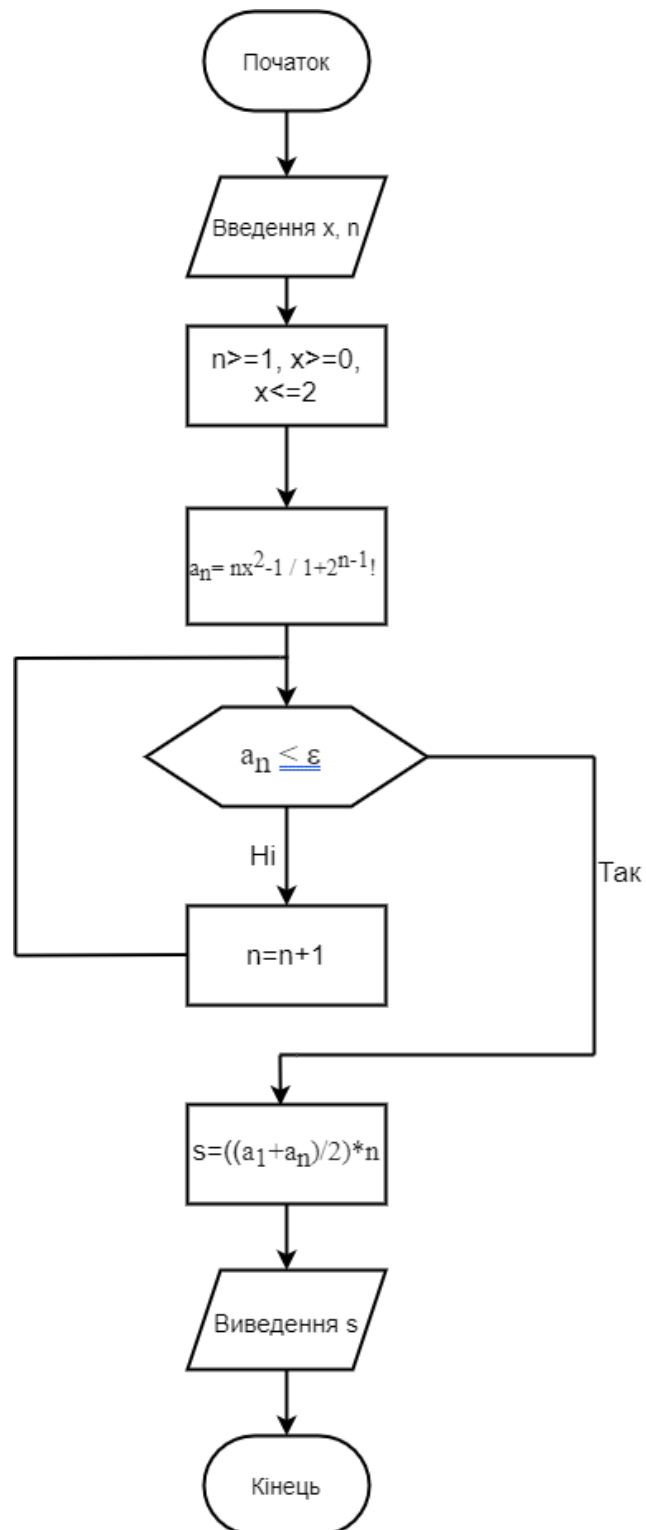 Початок
Введення x, n
n>=1, x>=0,
x<=2
aₙ= nx²-1 / 1+2ⁿ⁻¹!
aₙ < ε
Ні
Так
n=n+1
s=((a₁+aₙ)/2)*n
Виведення s
Кінець